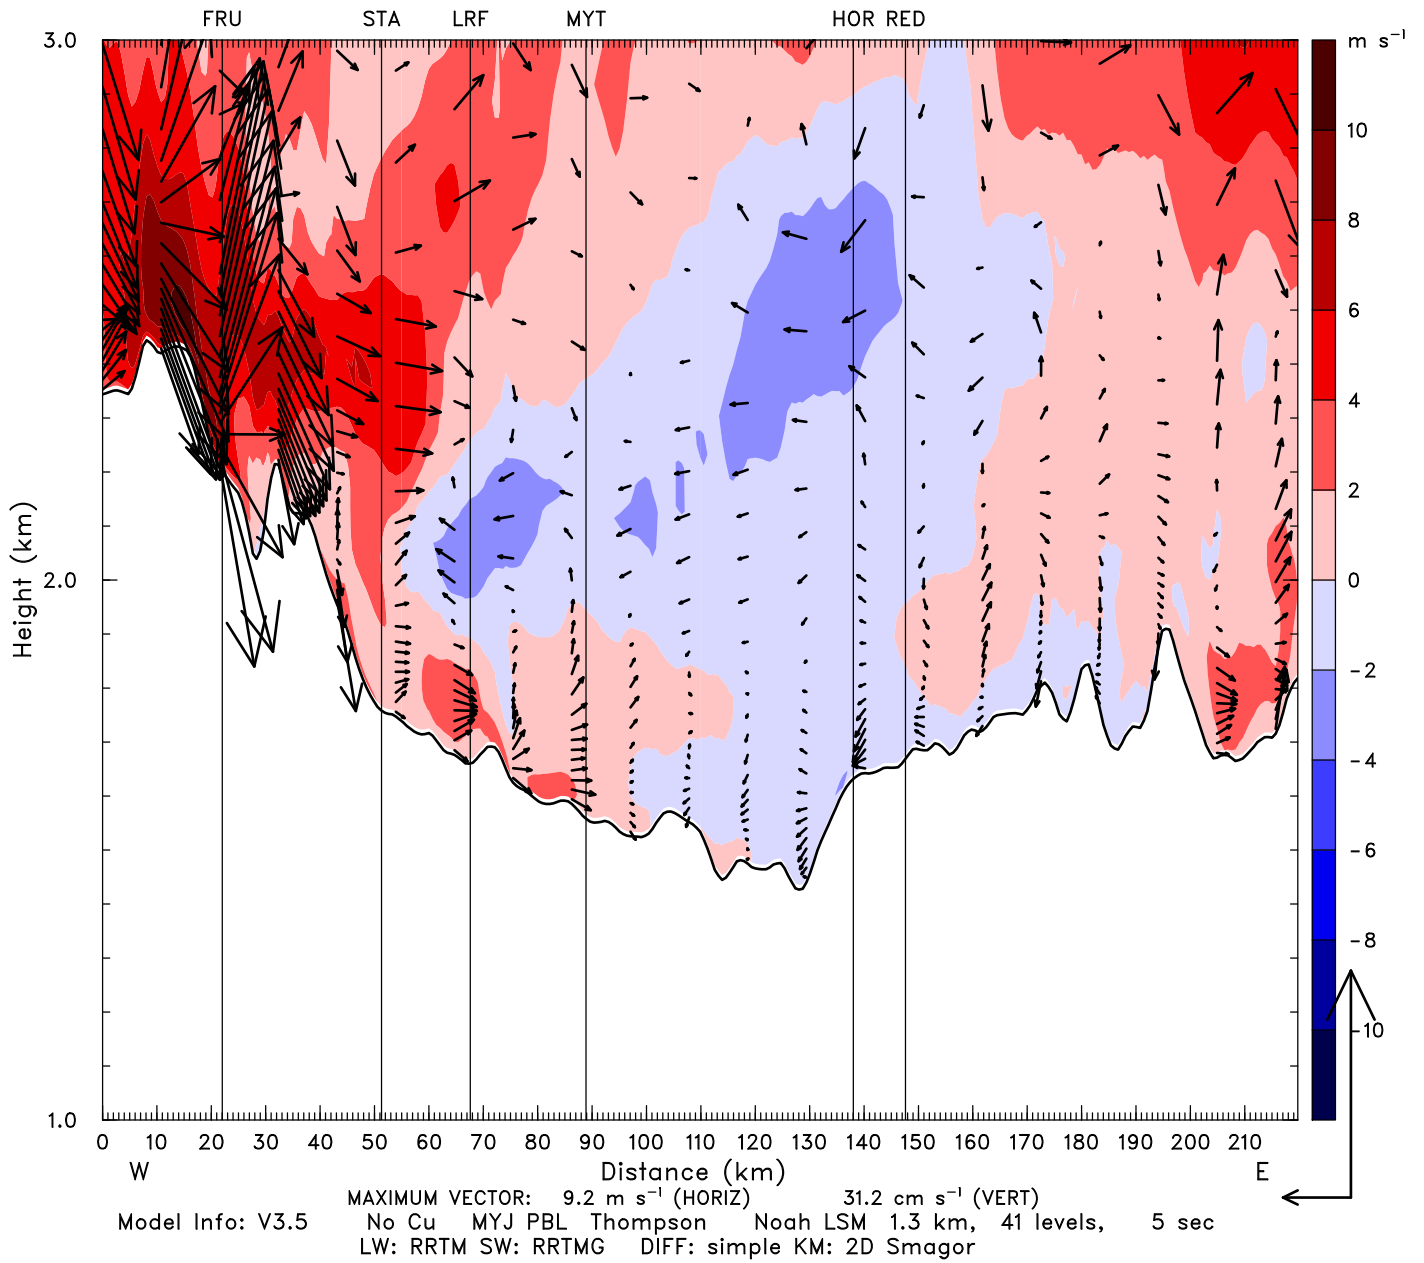 FRU STA LRF MYT HOR RED
3.0
m s⁻¹
10
8
6
4
2
0
-2
-4
-6
-8
-10
Height (km)
2.0
1.0
0 10 20 30 40 50 60 70 80 90 100 110 120 130 140 150 160 170 180 190 200 210
W Distance (km) E
MAXIMUM VECTOR: 9.2 m s⁻¹ (HORIZ) 31.2 cm s⁻¹ (VERT)
Model Info: V3.5 No Cu MYJ PBL Thompson Noah LSM 1.3 km, 41 levels, 5 sec
LW: RRTM SW: RRTMG DIFF: simple KM: 2D Smagor